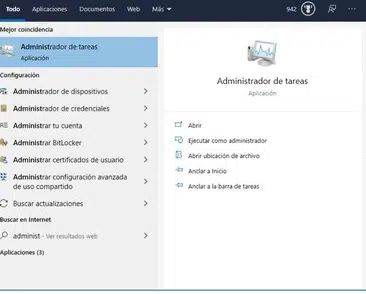 Todo Aplicaciones Documentos Web Más 942
Mejor coincidencia
Administrador de tareas
Aplicación
Configuración
Administrador de dispositivos
Administrador de credenciales
Administrar tu cuenta
Administrar BitLocker
Administrar certificados de usuario
Administrar configuración avanzada
de uso compartido
Buscar actualizaciones
Buscar en Internet
administ - Ver resultados web
Aplicaciones (3)
Administrador de tareas
Aplicación
Abrir
Ejecutar como administrador
Abrir ubicación de archivo
Anclar a Inicio
Anclar a la barra de tareas